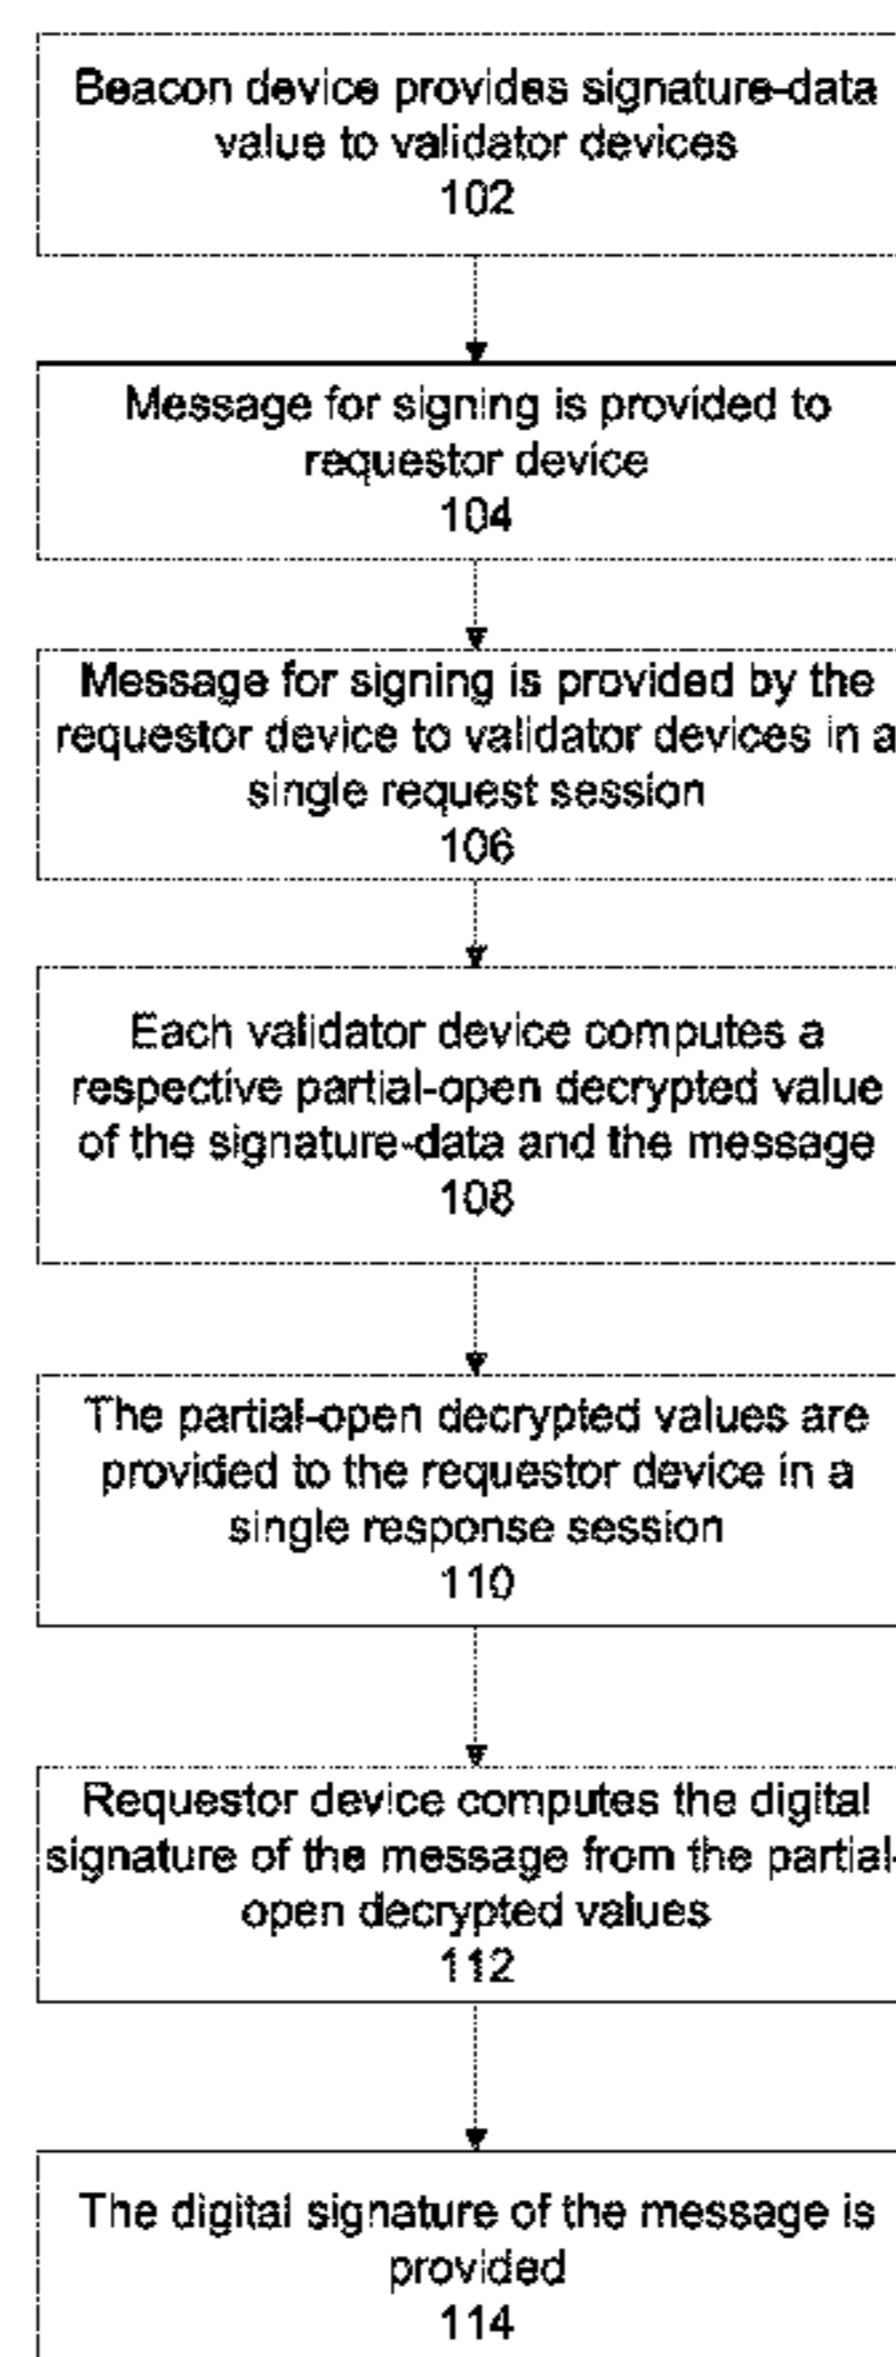 Beacon device provides signature-data
value to validator devices
102
Message for signing is provided to
requestor device
104
Message for signing is provided by the
requestor device to validator devices in a
single request session
106
Each validator device computes a
respective partial-open decrypted value
of the signature-data and the message
108
The partial-open decrypted values are
provided to the requestor device in a
single response session
110
Requestor device computes the digital
signature of the message from the partial-
open decrypted values
112
The digital signature of the message is
provided
114